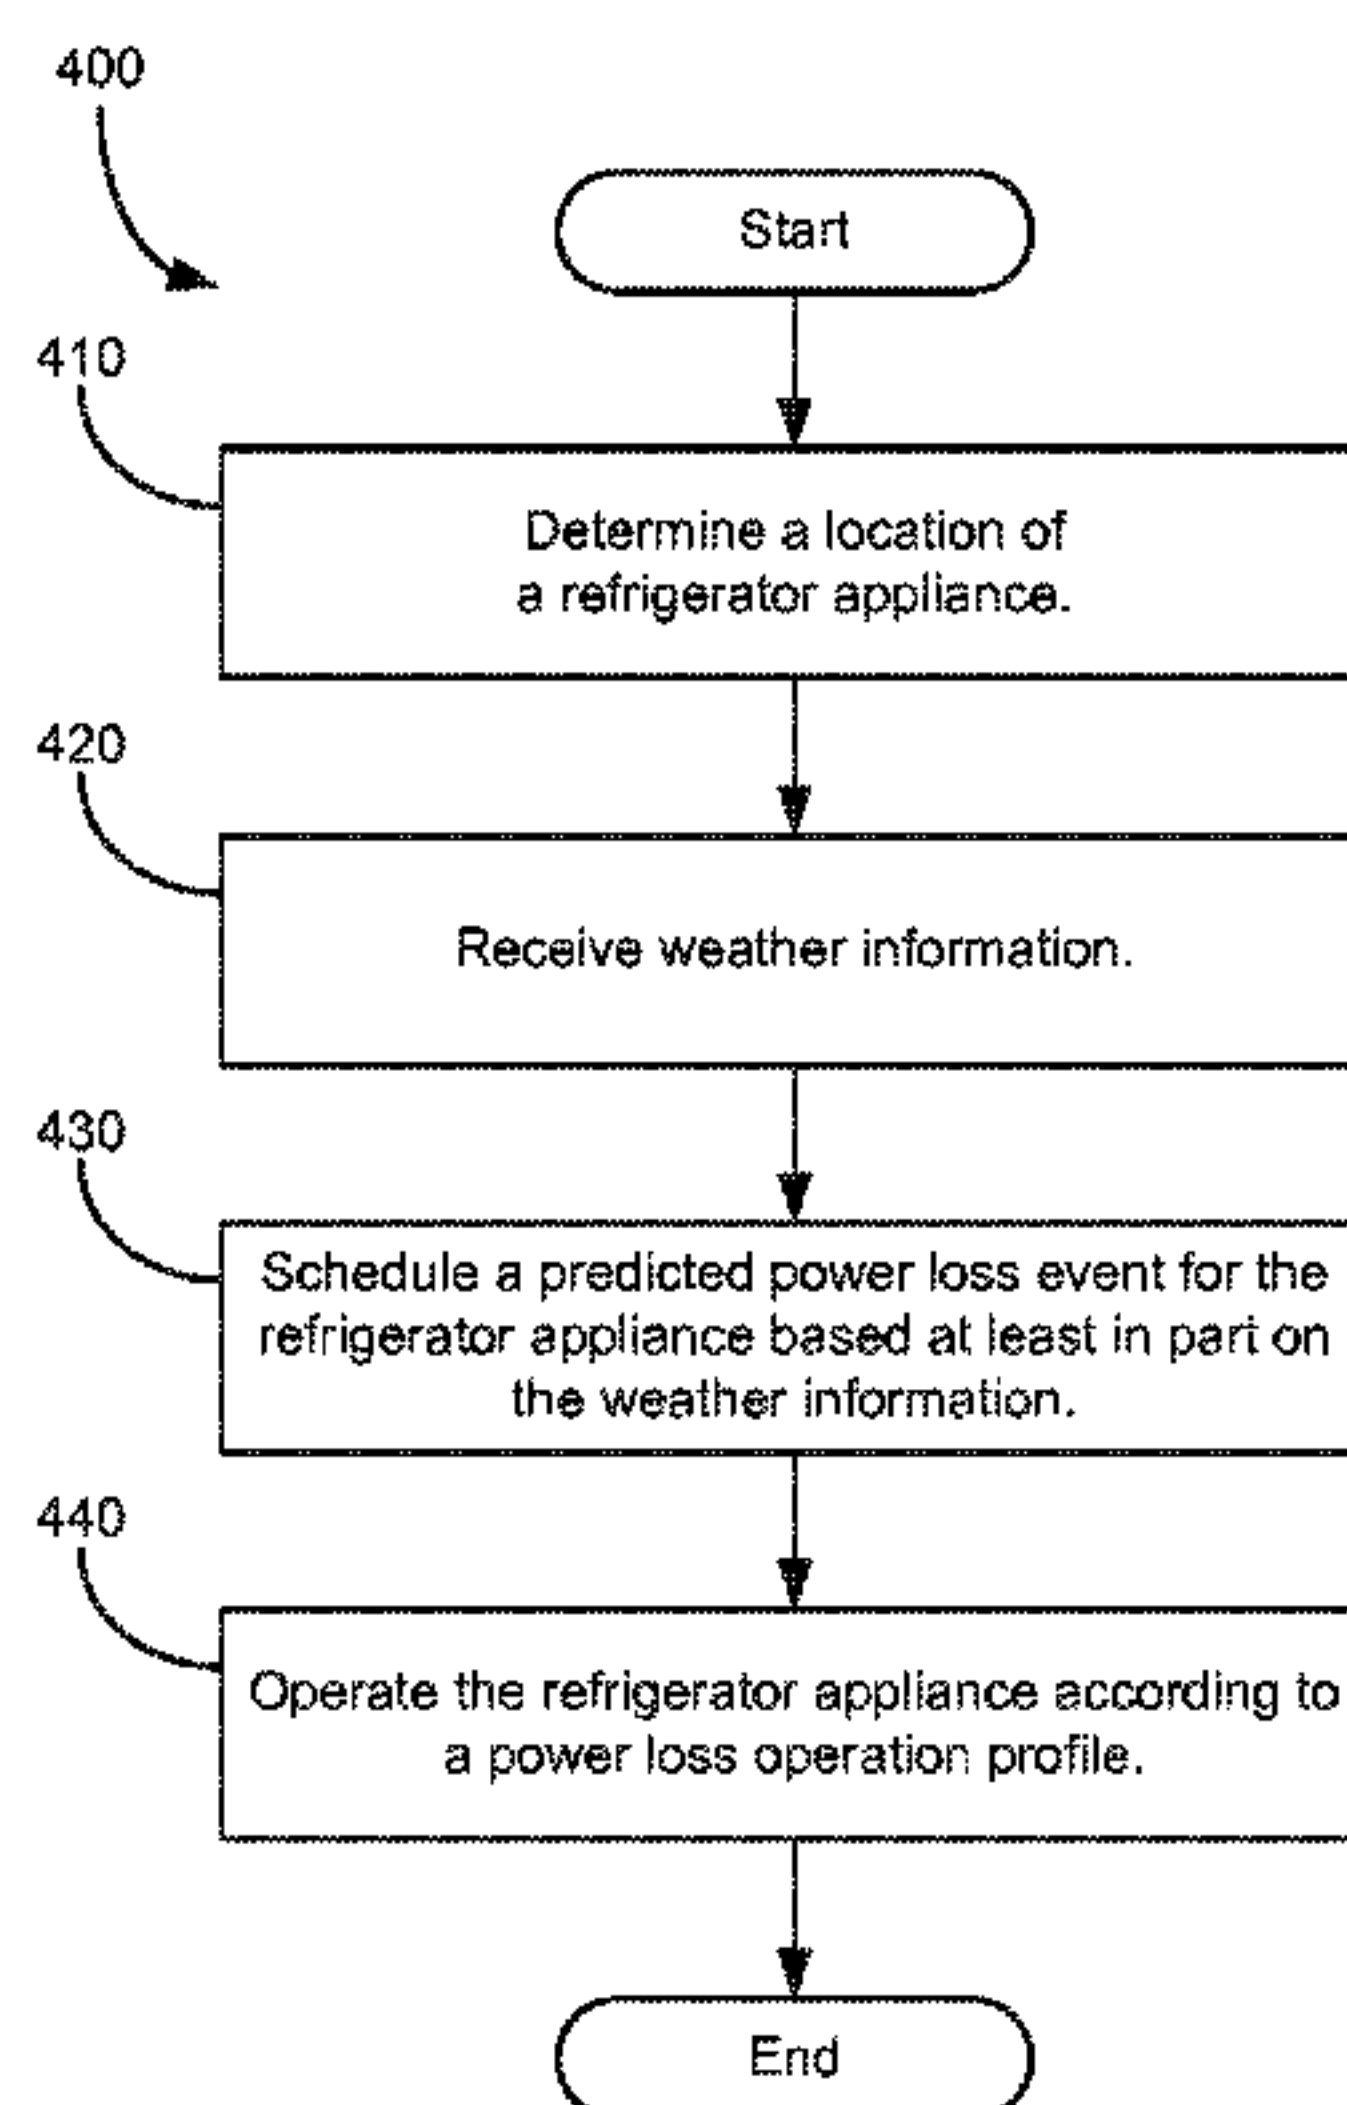 400
Start
410
Determine a location of
a refrigerator appliance.
420
Receive weather information.
430
Schedule a predicted power loss event for the
refrigerator appliance based at least in part on
the weather information.
440
Operate the refrigerator appliance according to
a power loss operation profile.
End